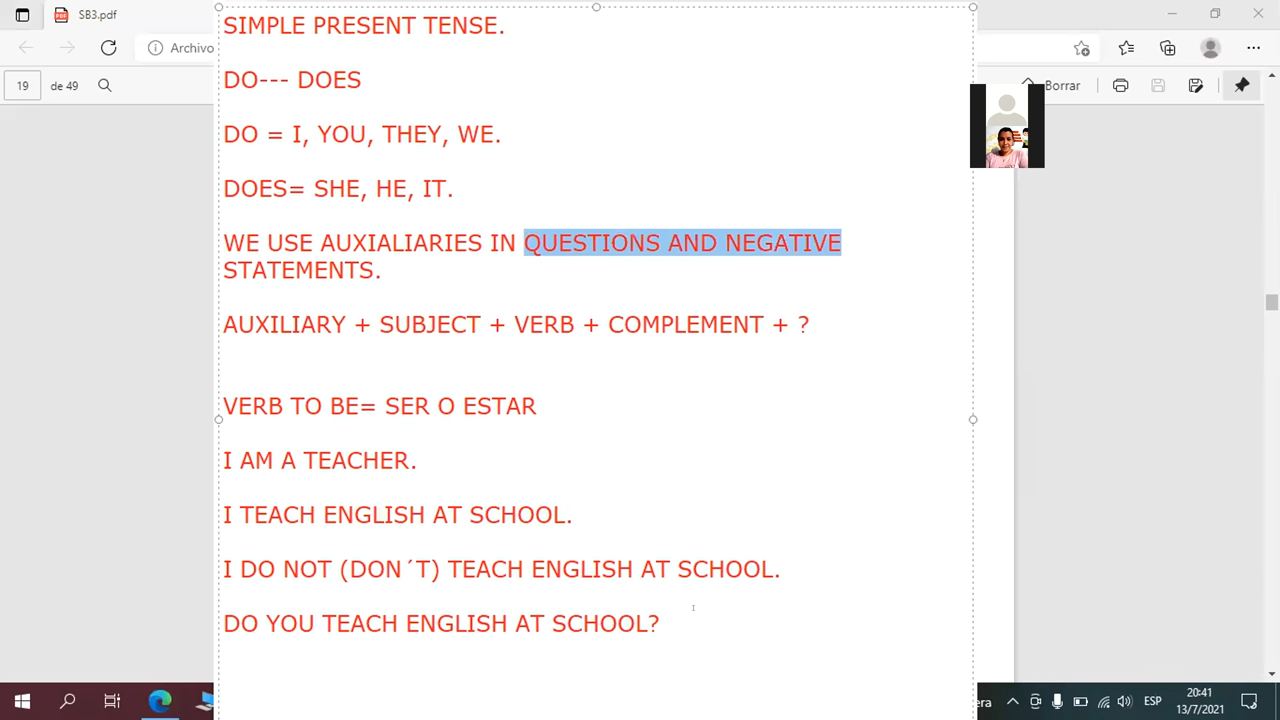 SB3.pdf
Archivo
19 de 49
Borrar
SIMPLE PRESENT TENSE.
DO--- DOES
DO = I, YOU, THEY, WE.
DOES= SHE, HE, IT.
WE USE AUXIALIARIES IN QUESTIONS AND NEGATIVE
STATEMENTS.
AUXILIARY + SUBJECT + VERB + COMPLEMENT + ?
VERB TO BE= SER O ESTAR
I AM A TEACHER.
I TEACH ENGLISH AT SCHOOL.
I DO NOT (DON´T) TEACH ENGLISH AT SCHOOL.
DO YOU TEACH ENGLISH AT SCHOOL?
era
ESP
20:41
13/7/2021